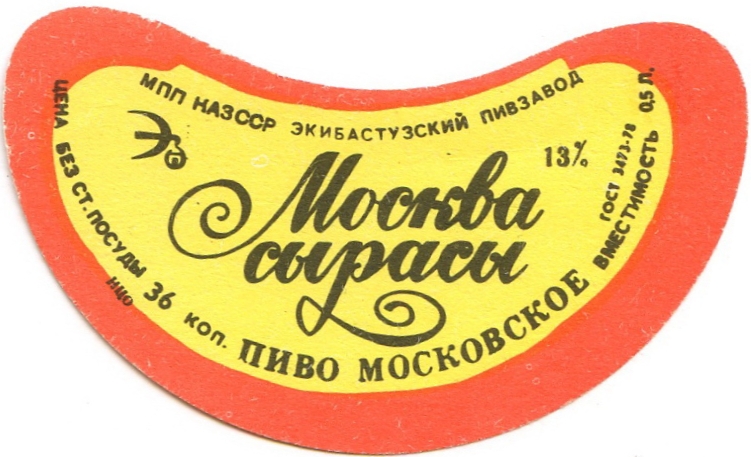 МПП КАЗССР ЭКИБАСТУЗСКИЙ ПИВЗАВОД
13%
Москва
сырасы
ПИВО МОСКОВСКОЕ
ЦЕНА БЕЗ СТ. ПОСУДЫ 36 коп.
НЦО
ГОСТ 3473-78
ВМЕСТИМОСТЬ 0,5 Л.